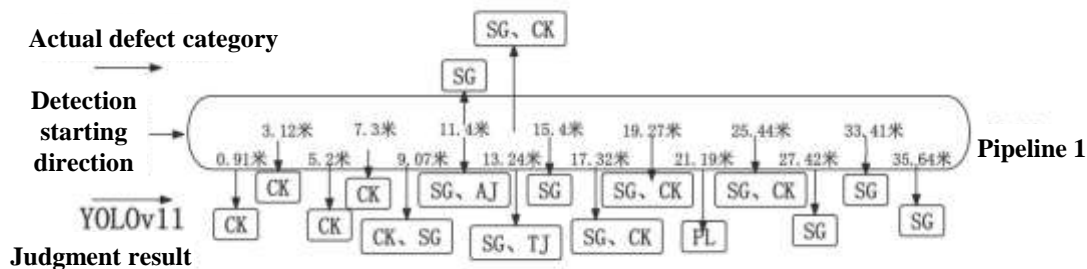 SG、CK
Actual defect category
SG
Detection
starting
direction
3.12米
7.3米
11.4米
15.4米
19.27米
25.44米
33.41米
0.91米
5.2米
9.07米
13.24米
17.32米
21.19米
27.42米
35.64米
Pipeline 1
CK
CK
SG、AJ
SG
SG、CK
SG、CK
SG
YOLOv11
CK
CK
CK、SG
SG、TJ
SG、CK
PL
SG
SG
Judgment result